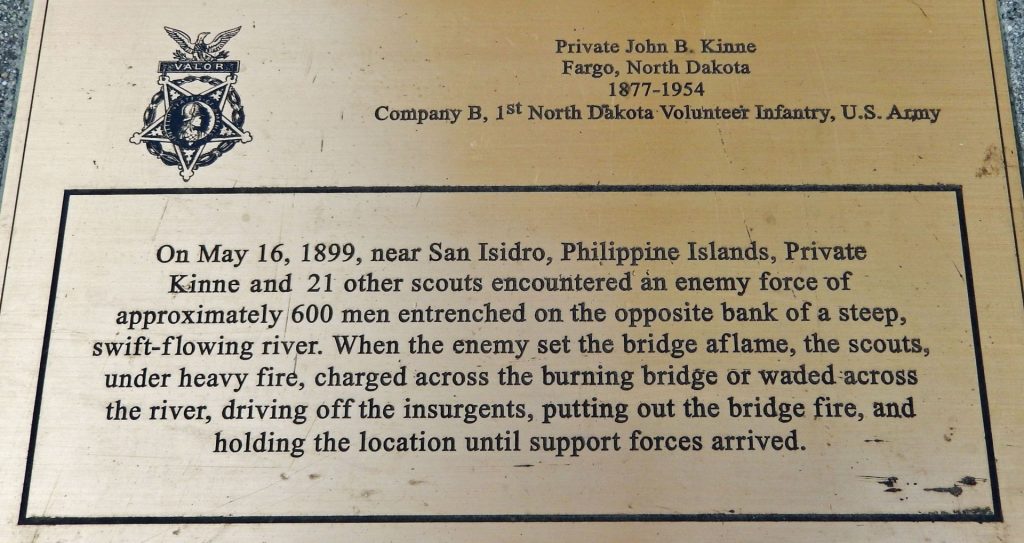 VALOR
Private John B. Kinne
Fargo, North Dakota
1877-1954
Company B, 1st North Dakota Volunteer Infantry, U.S. Army
On May 16, 1899, near San Isidro, Philippine Islands, Private
Kinne and 21 other scouts encountered an enemy force of
approximately 600 men entrenched on the opposite bank of a steep,
swift-flowing river. When the enemy set the bridge aflame, the scouts,
under heavy fire, charged across the burning bridge or waded across
the river, driving off the insurgents, putting out the bridge fire, and
holding the location until support forces arrived.